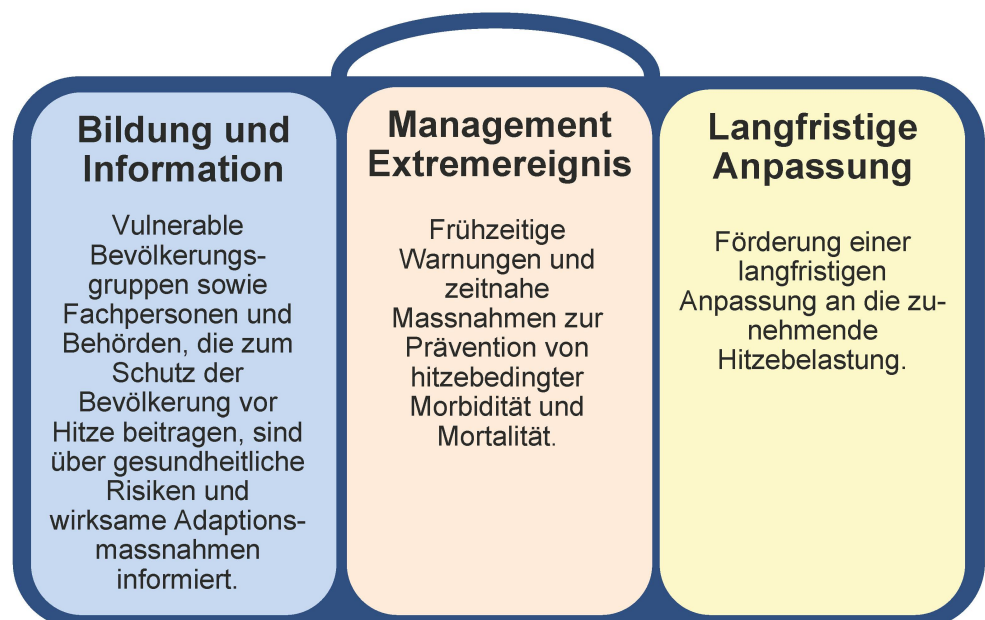 Bildung und
Information
Vulnerable
Bevölkerungs-
gruppen sowie
Fachpersonen und
Behörden, die zum
Schutz der
Bevölkerung vor
Hitze beitragen, sind
über gesundheitliche
Risiken und
wirksame Adaptions-
massnahmen
informiert.
Management
Extremereignis
Frühzeitige
Warnungen und
zeitnahe
Massnahmen zur
Prävention von
hitzebedingter
Morbidität und
Mortalität.
Langfristige
Anpassung
Förderung einer
langfristigen
Anpassung an die zu-
nehmende
Hitzebelastung.